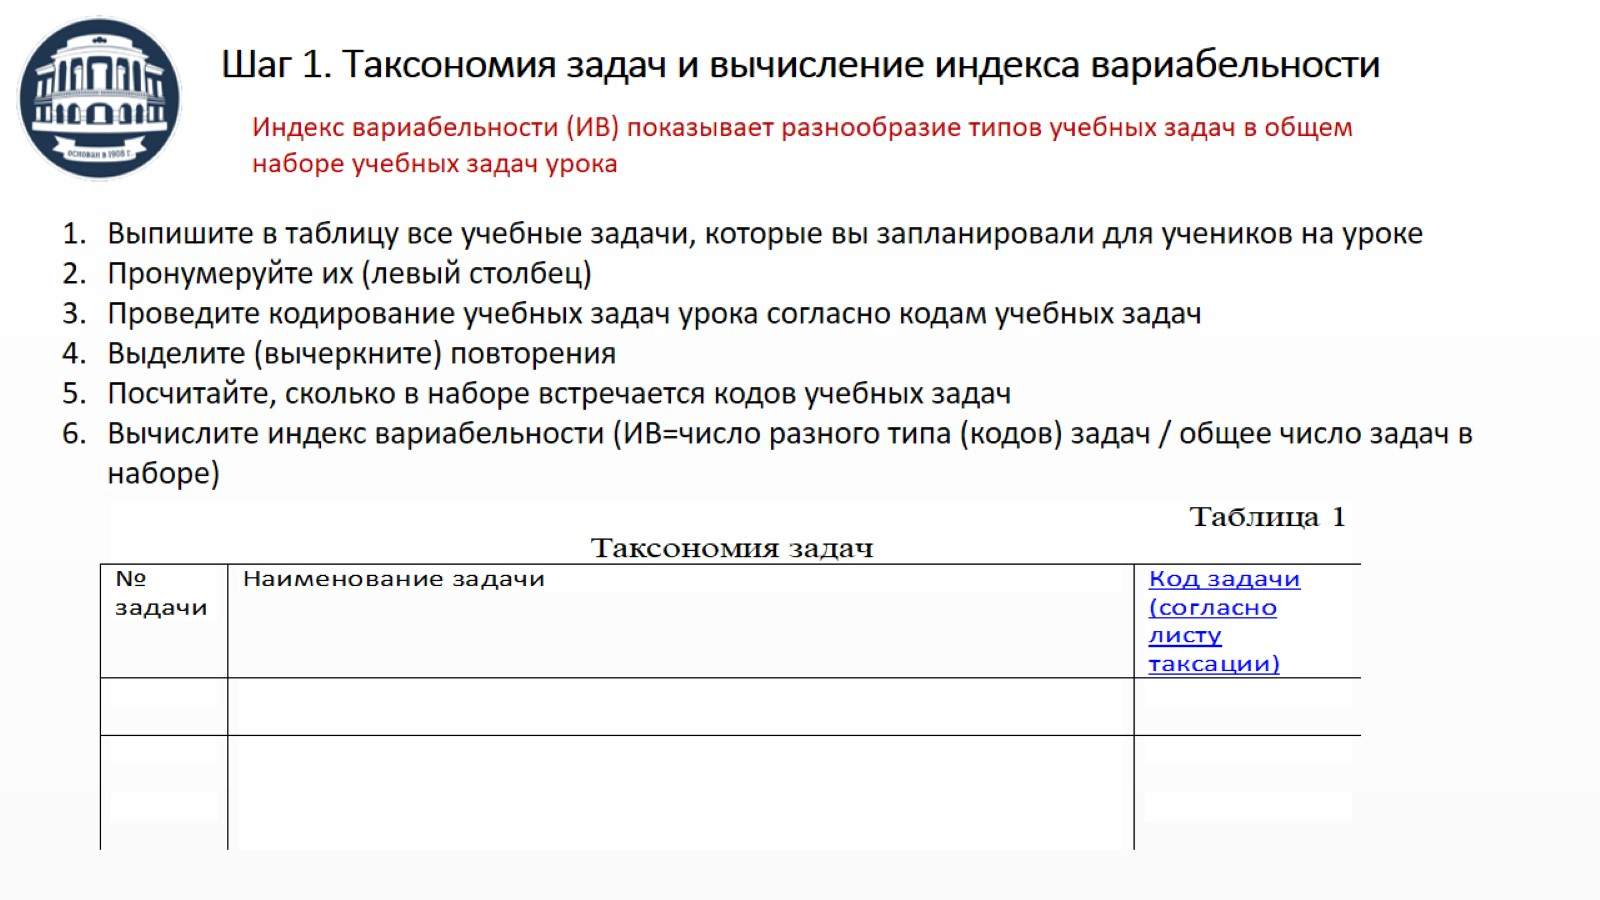 основан в 1908 г.
Шаг 1. Таксономия задач и вычисление индекса вариабельности
Индекс вариабельности (ИВ) показывает разнообразие типов учебных задач в общем
наборе учебных задач урока
1. Выпишите в таблицу все учебные задачи, которые вы запланировали для учеников на уроке
2. Пронумеруйте их (левый столбец)
3. Проведите кодирование учебных задач урока согласно кодам учебных задач
4. Выделите (вычеркните) повторения
5. Посчитайте, сколько в наборе встречается кодов учебных задач
6. Вычислите индекс вариабельности (ИВ=число разного типа (кодов) задач / общее число задач в
наборе)
Таблица 1
Таксономия задач
№
задачи
Наименование задачи
Код задачи
(согласно
листу
таксации)